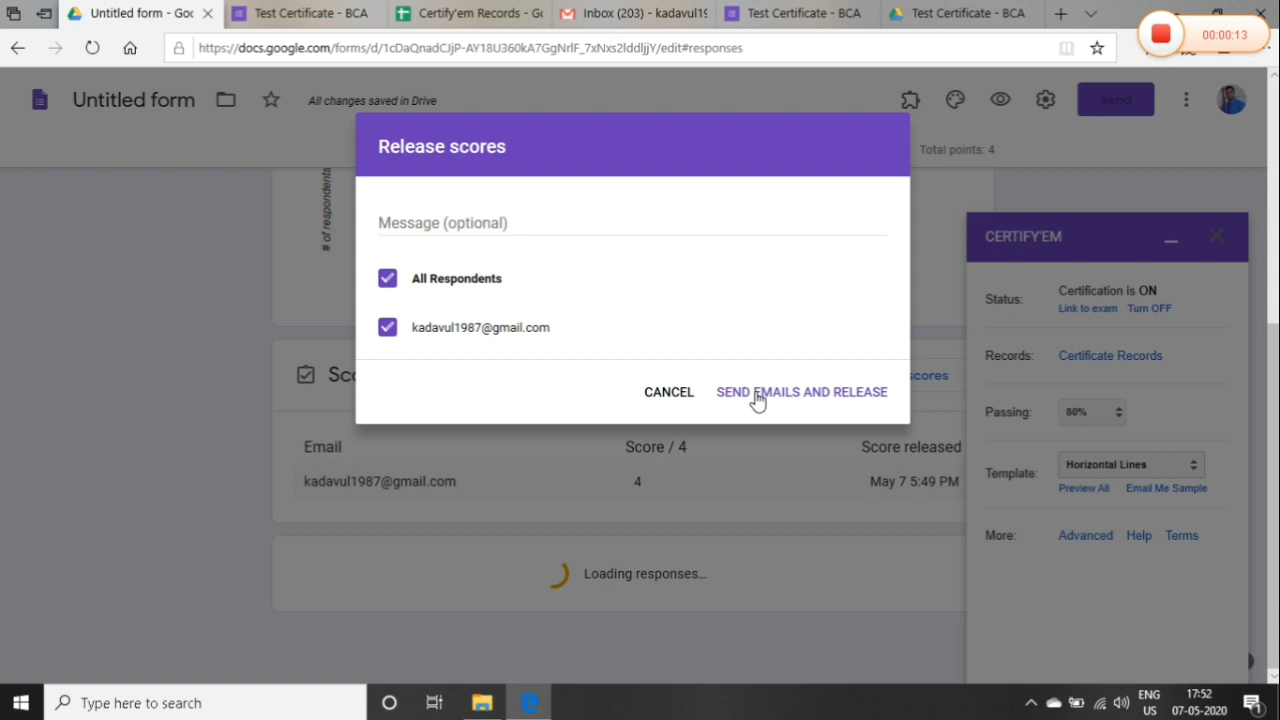 Untitled form - Goo
Test Certificate - BCA
Certify'em Records - Go
Inbox (203) - kadavul19
Test Certificate - BCA
Test Certificate - BCA
00:00:13
https://docs.google.com/forms/d/1cDaQnadCJjP-AY18U360kA7GgNrlF_7xNxs2lddljjY/edit#responses
Untitled form
All changes saved in Drive
Send
Total points: 4
Release scores
# of respondents
Message (optional)
All Respondents
kadavul1987@gmail.com
CANCEL
SEND EMAILS AND RELEASE
Sco
scores
Email
Score / 4
Score released
kadavul1987@gmail.com
4
May 7 5:49 PM
Loading responses...
CERTIFY'EM
Status:
Certification is ON
Link to exam Turn OFF
Records:
Certificate Records
Passing:
80%
Template:
Horizontal Lines
Preview All Email Me Sample
More:
Advanced Help Terms
Type here to search
ENG
US
17:52
07-05-2020
1